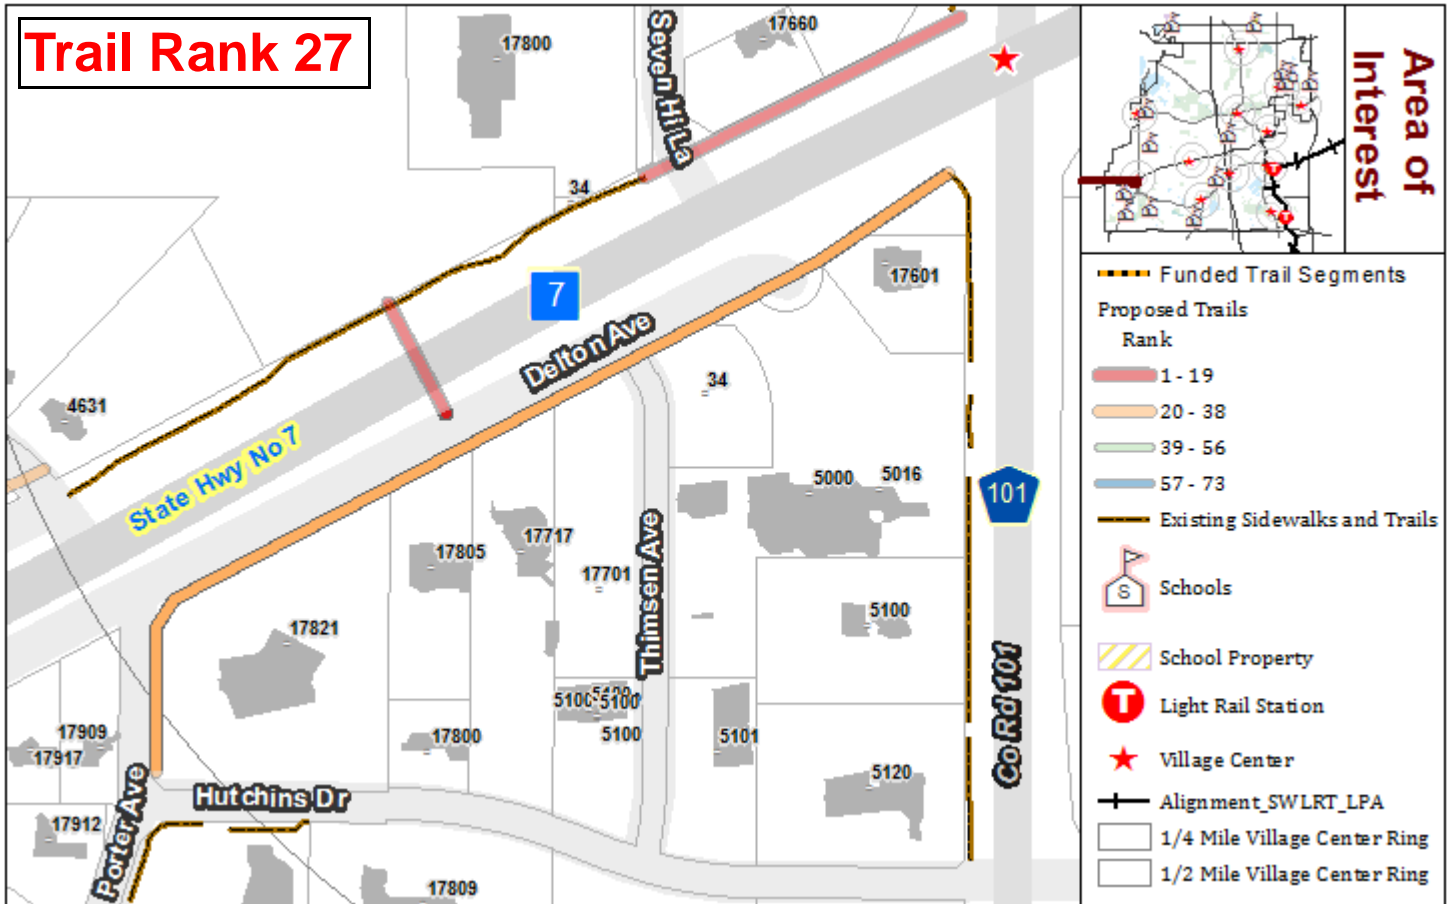 Trail Rank 27
17800
Seven Hi La
17660
34
7
17601
Delton Ave
34
4631
State Hwy No 7
5000
5016
101
17717
17805
Thimsen Ave
17701
5100
17821
5100
5100
5100
5101
Co Rd 101
17909
17917
17800
5120
Porter Ave
Hutchins Dr
17912
17809
Area of
Interest
T
T
Funded Trail Segments
Proposed Trails
Rank
1 - 19
20 - 38
39 - 56
57 - 73
Existing Sidewalks and Trails
S
Schools
School Property
T
Light Rail Station
Village Center
Alignment_SWLRT_LPA
1/4 Mile Village Center Ring
1/2 Mile Village Center Ring